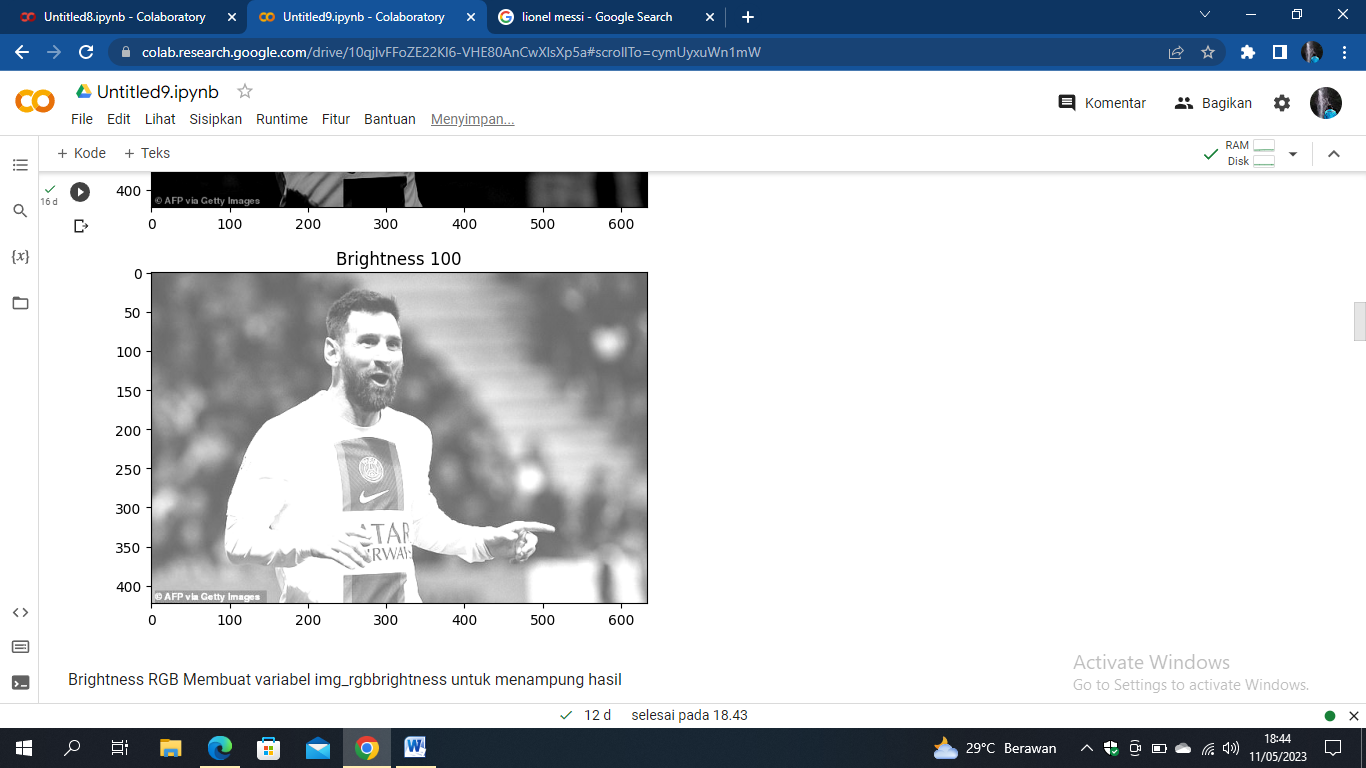 Untitled8.ipynb - Colaboratory
Untitled9.ipynb - Colaboratory
lionel messi - Google Search
colab.research.google.com/drive/10qjlvFFoZE22Kl6-VHE80AnCwXlsXp5a#scrollTo=cymUyxuWn1mW
Untitled9.ipynb
File Edit Lihat Sisipkan Runtime Fitur Bantuan Menyimpan...
Komentar
Bagikan
+ Kode + Teks
RAM
Disk
16 d
{x}
400
© AFP via Getty Images
0 100 200 300 400 500 600
Brightness 100
0
50
100
150
200
250
300
350
400
ATAR
RWAYS
© AFP via Getty Images
0 100 200 300 400 500 600
Brightness RGB Membuat variabel img_rgbbrightness untuk menampung hasil
Activate Windows
Go to Settings to activate Windows.
12 d selesai pada 18.43
29°C Berawan
18:44
11/05/2023